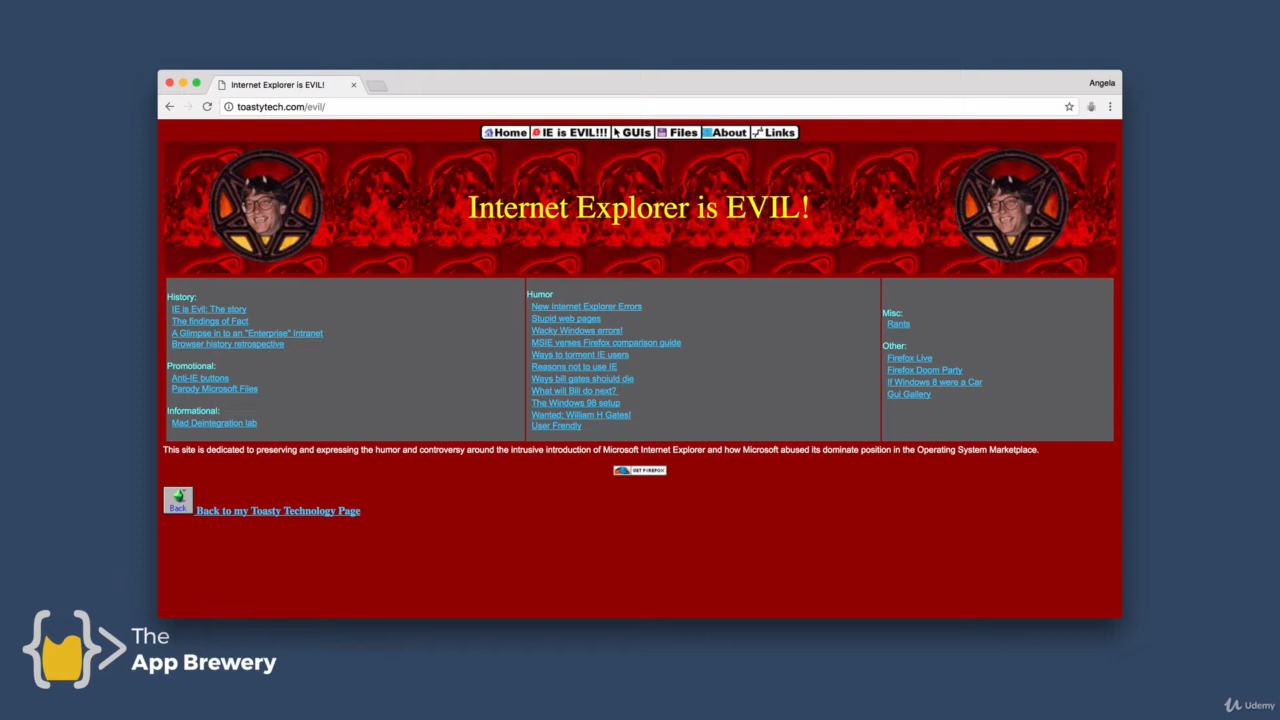 Internet Explorer is EVIL!
Angela
toastytech.com/evil/
Home IE is EVIL!!! GUIs Files About Links
Internet Explorer is EVIL!
History:
IE is Evil: The story
The findings of Fact
A Glimpse in to an "Enterprise" Intranet
Browser history retrospective
Promotional:
Anti-IE buttons
Parody Microsoft Files
Informational:
Mad Deintegration lab
Humor
New Internet Explorer Errors
Stupid web pages
Wacky Windows errors!
MSIE verses Firefox comparison guide
Ways to torment IE users
Reasons not to use IE
Ways bill gates shoiuld die
What will Bill do next?
The Windows 98 setup
Wanted; William H Gates!
User Frendly
Misc:
Rants
Other:
Firefox Live
Firefox Doom Party
If Windows 8 were a Car
Gui Gallery
This site is dedicated to preserving and expressing the humor and controversy around the intrusive introduction of Microsoft Internet Explorer and how Microsoft abused its dominate position in the Operating System Marketplace.
GET FIREFOX
Back
Back to my Toasty Technology Page
The
App Brewery
Udemy